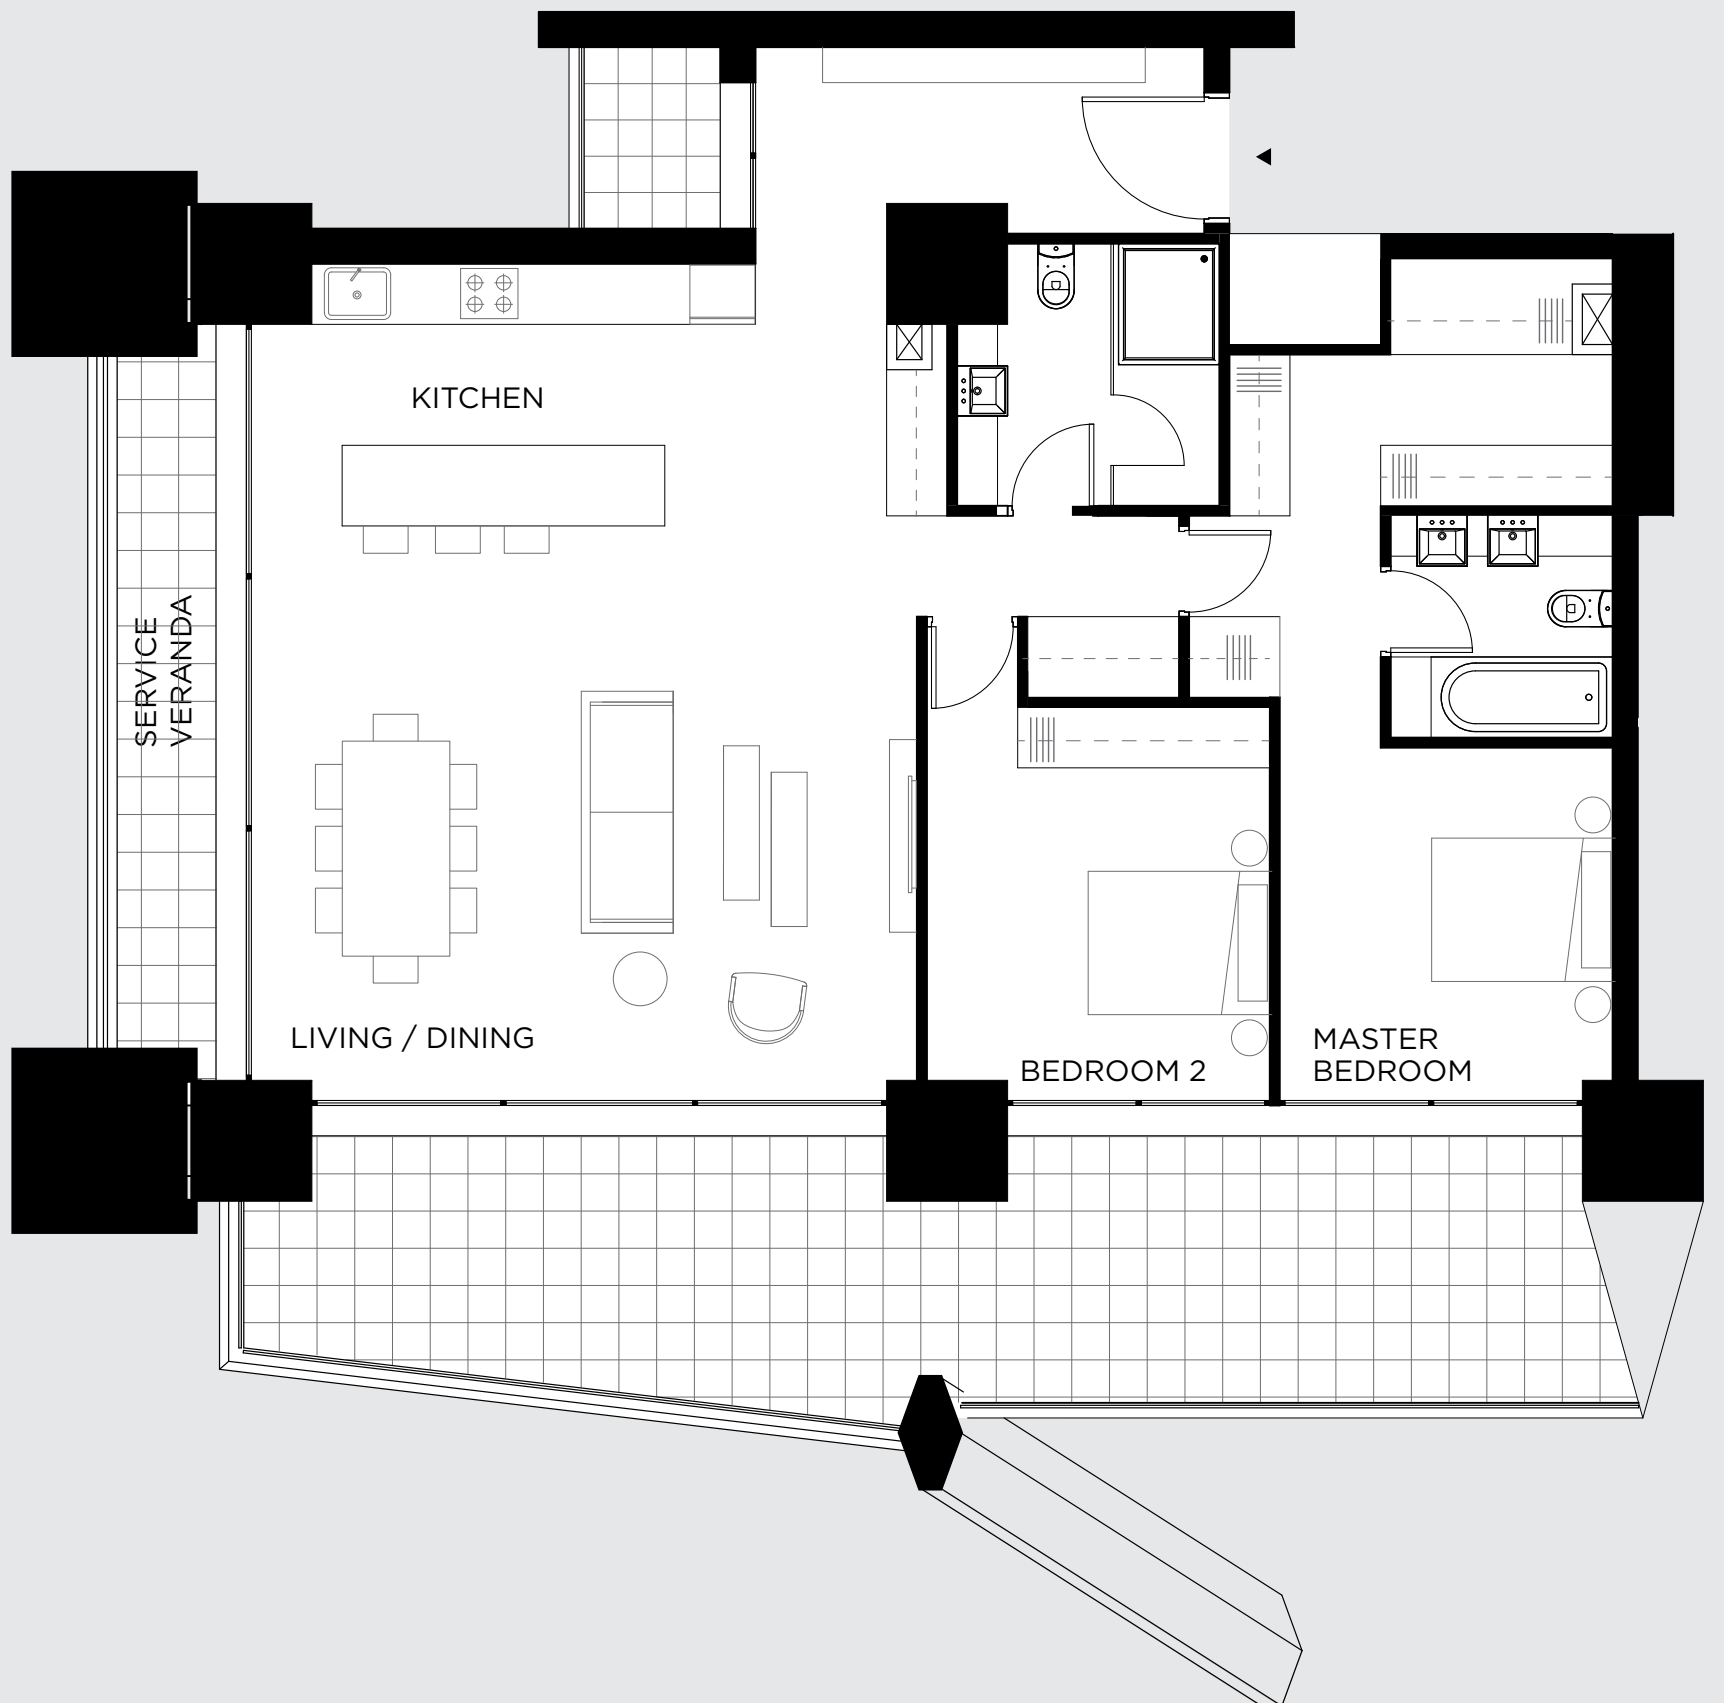 KITCHEN
SERVICE
VERANDA
LIVING / DINING
BEDROOM 2
MASTER
BEDROOM